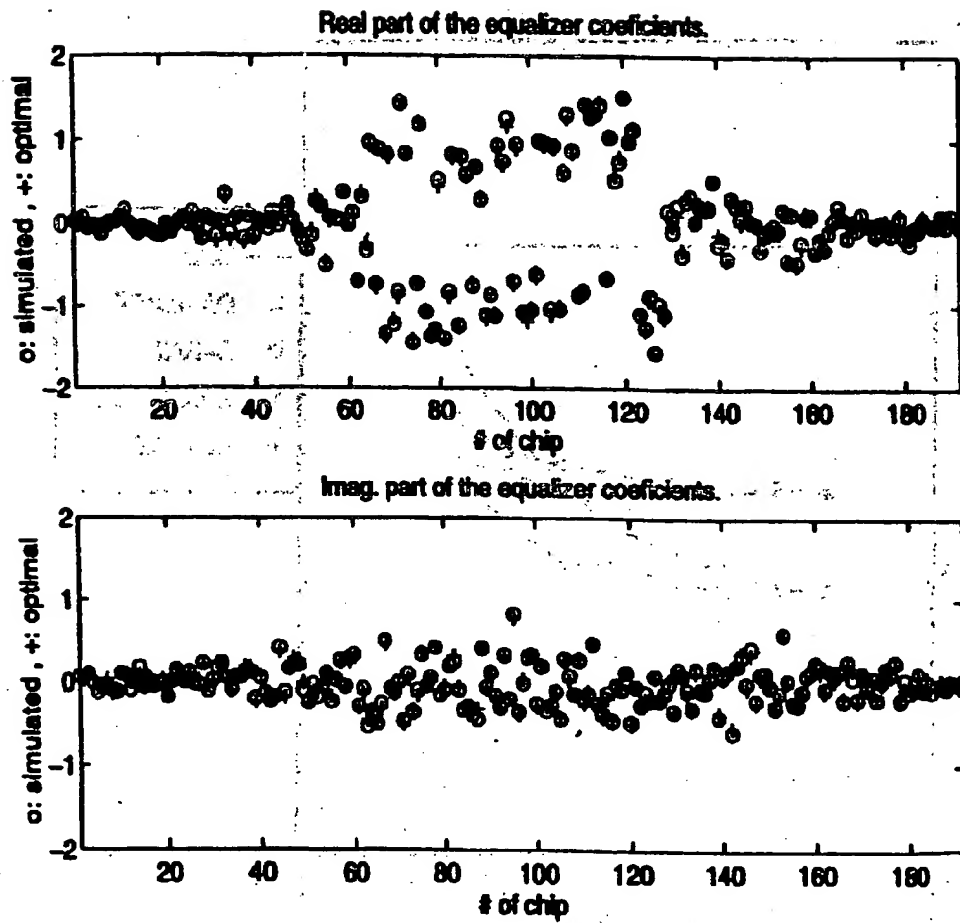 Real part of the equalizer coeficients.
o: simulated , +: optimal
2
1
0
-1
-2
20 40 60 80 100 120 140 160 180
# of chip
Imag. part of the equalizer coeficients.
o: simulated , +: optimal
2
1
0
-1
-2
20 40 60 80 100 120 140 160 180
# of chip